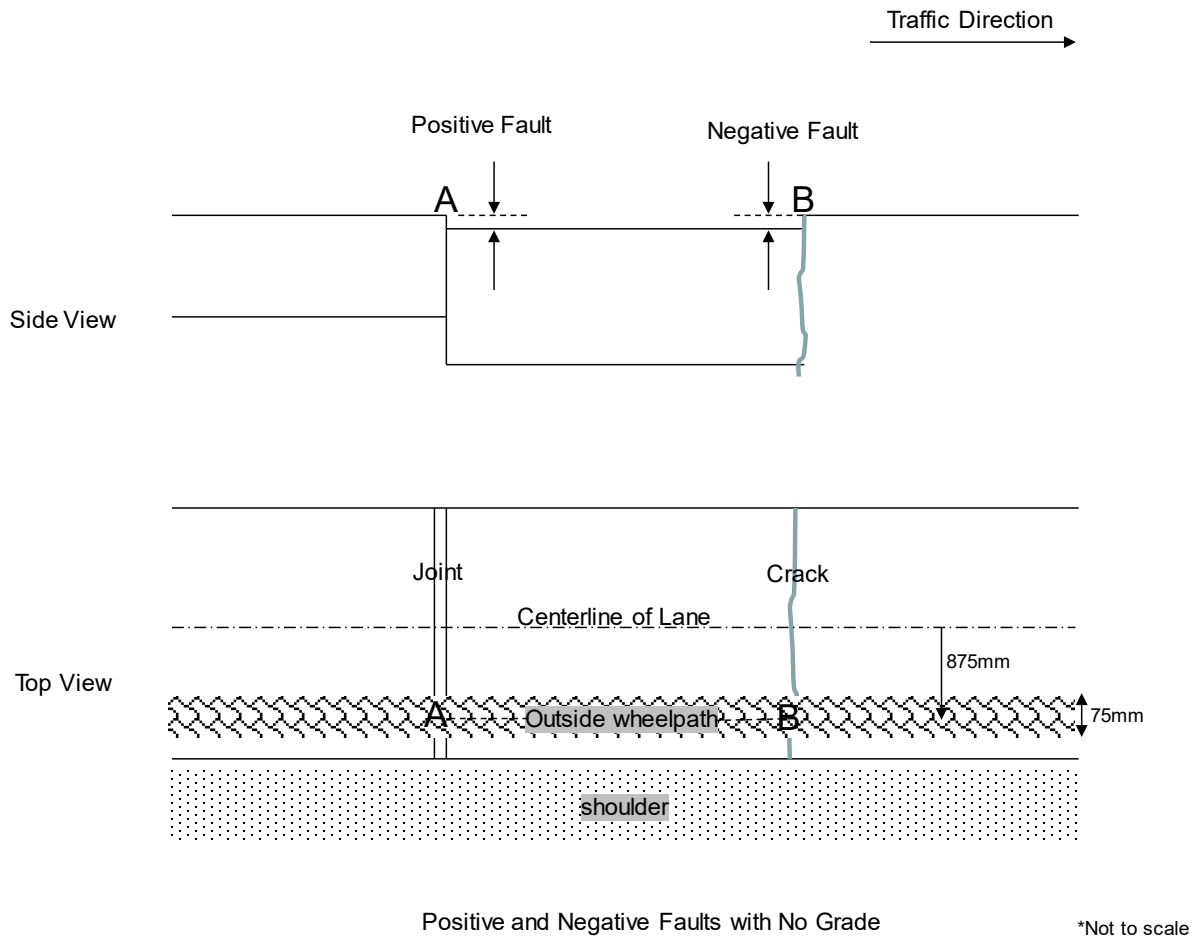 Traffic Direction
Positive Fault
Negative Fault
A
B
Side View
Joint
Crack
Centerline of Lane
875mm
Top View
A
Outside wheelpath
B
75mm
shoulder
Positive and Negative Faults with No Grade
*Not to scale